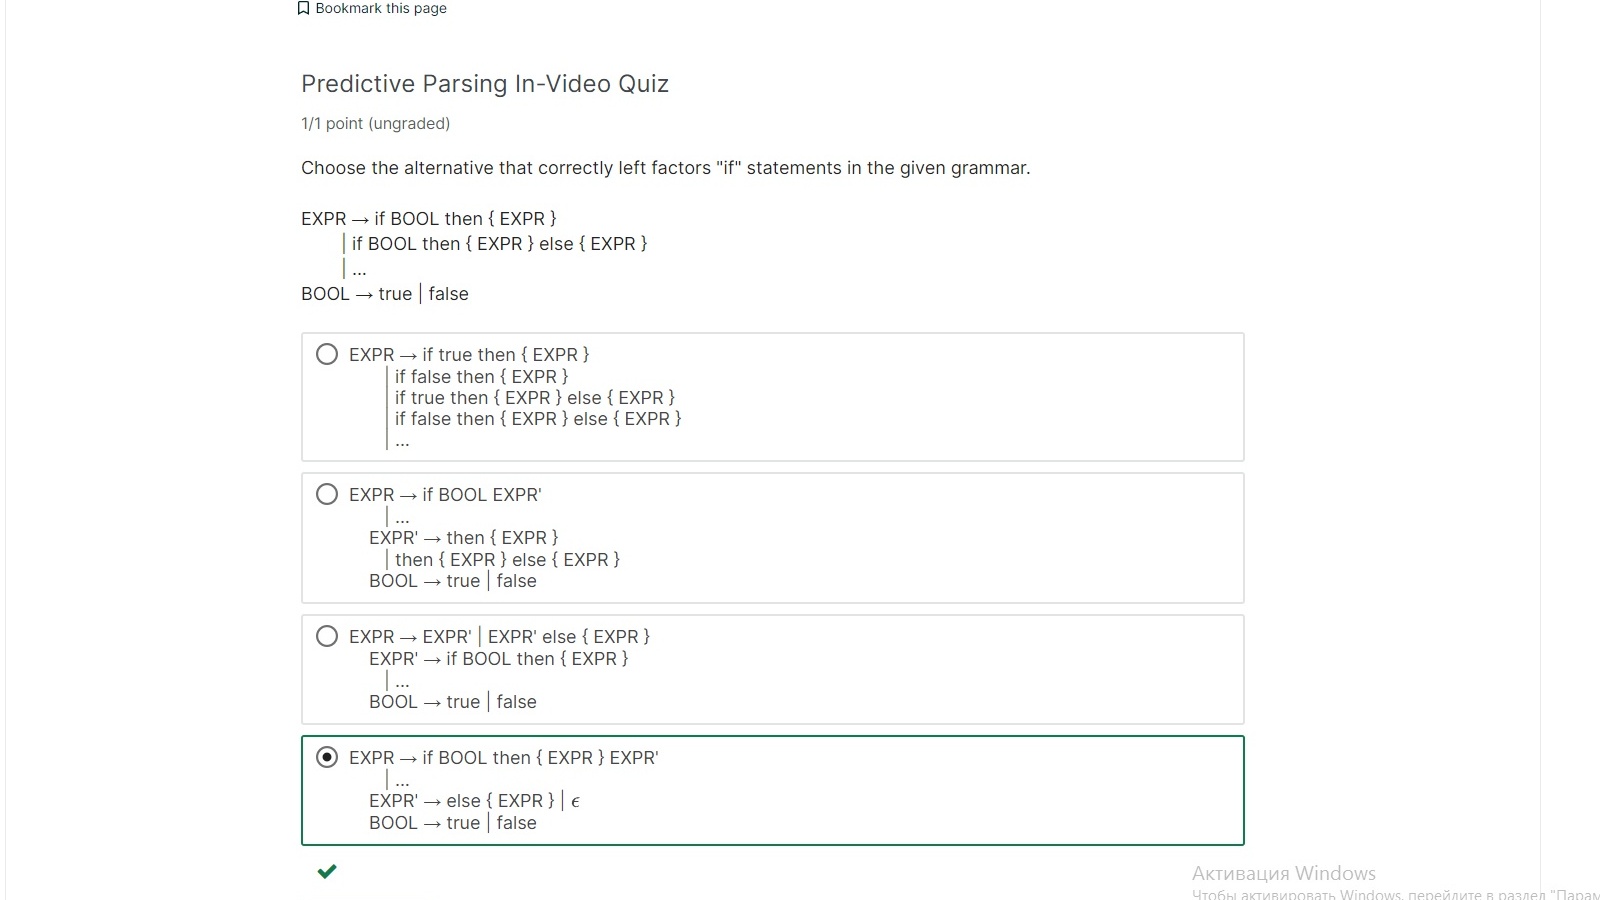 Bookmark this page
Predictive Parsing In-Video Quiz
1/1 point (ungraded)
Choose the alternative that correctly left factors "if" statements in the given grammar.
EXPR → if BOOL then { EXPR }
| if BOOL then { EXPR } else { EXPR }
| ...
BOOL → true | false
EXPR → if true then { EXPR }
| if false then { EXPR }
| if true then { EXPR } else { EXPR }
| if false then { EXPR } else { EXPR }
| ...
EXPR → if BOOL EXPR'
| ...
EXPR' → then { EXPR }
| then { EXPR } else { EXPR }
BOOL → true | false
EXPR → EXPR' | EXPR' else { EXPR }
EXPR' → if BOOL then { EXPR }
| ...
BOOL → true | false
EXPR → if BOOL then { EXPR } EXPR'
| ...
EXPR' → else { EXPR } | ϵ
BOOL → true | false
Активация Windows
Чтобы активировать Windows, перейдите в раздел "Парам